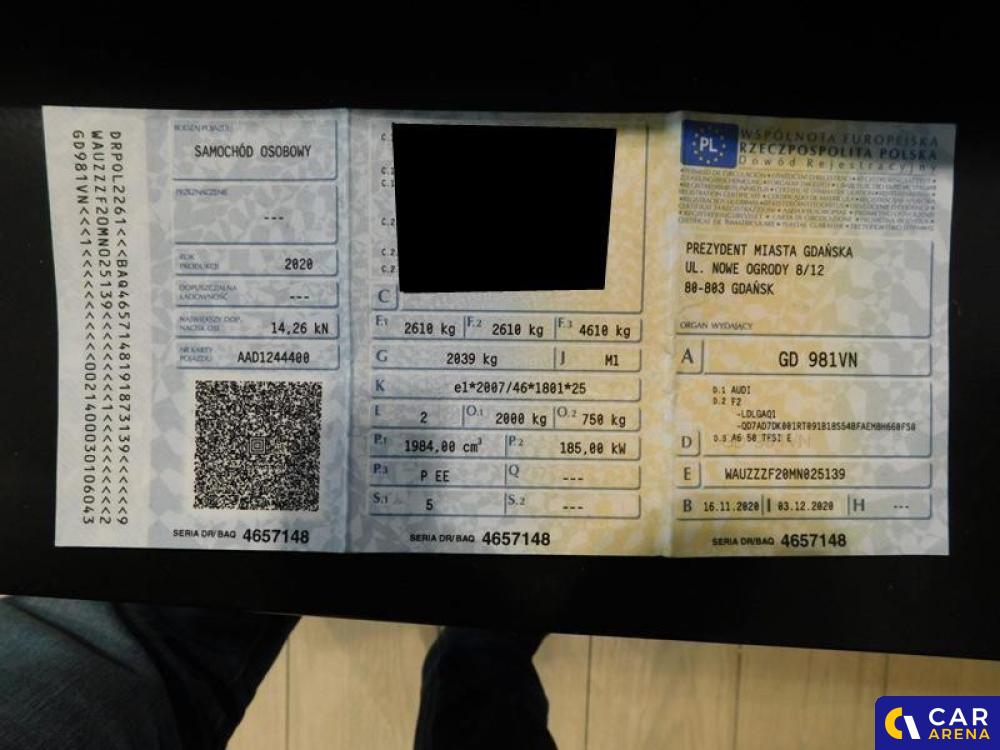 DRPOL2261<<BAQ4657148191873139<<<<<9
WAUZZZF20MN025139<<<<<<<1<<<<<<<<<<2
GD981VN<<<1<<<<<<<0021400030106043
RODZAJ POJAZDU
SAMOCHÓD OSOBOWY
PRZEZNACZENIE
---
ROK PRODUKCJI
2020
DOPUSZCZALNA ŁADOWNOŚĆ
---
NAJWIĘKSZY DOP. NACISK OSI
14,26 kN
NR KARTY POJAZDU
AAD1244400
SERIA DR/BAQ 4657148
C.1
C.1
C.2
C.2
C
F.1 2610 kg F.2 2610 kg F.3 4610 kg
G 2039 kg J M1
K e1*2007/46*1801*25
L 2 O.1 2000 kg O.2 750 kg
P.1 1984,00 cm³ P.2 185,00 kW
P.3 P EE Q ---
S.1 5 S.2 ---
SERIA DR/BAQ 4657148
PL
WSPÓLNOTA EUROPEJSKA
RZECZPOSPOLITA POLSKA
Dowód Rejestracyjny
PREZYDENT MIASTA GDAŃSKA
UL. NOWE OGRODY 8/12
80-803 GDAŃSK
ORGAN WYDAJĄCY
A GD 981VN
D.1 AUDI
D.2 F2
-LDLGAQ1
D.3 A6 50 TFSI E
D
E WAUZZZF20MN025139
B 16.11.2020 I 03.12.2020 H ---
SERIA DR/BAQ 4657148
CAR
ARENA